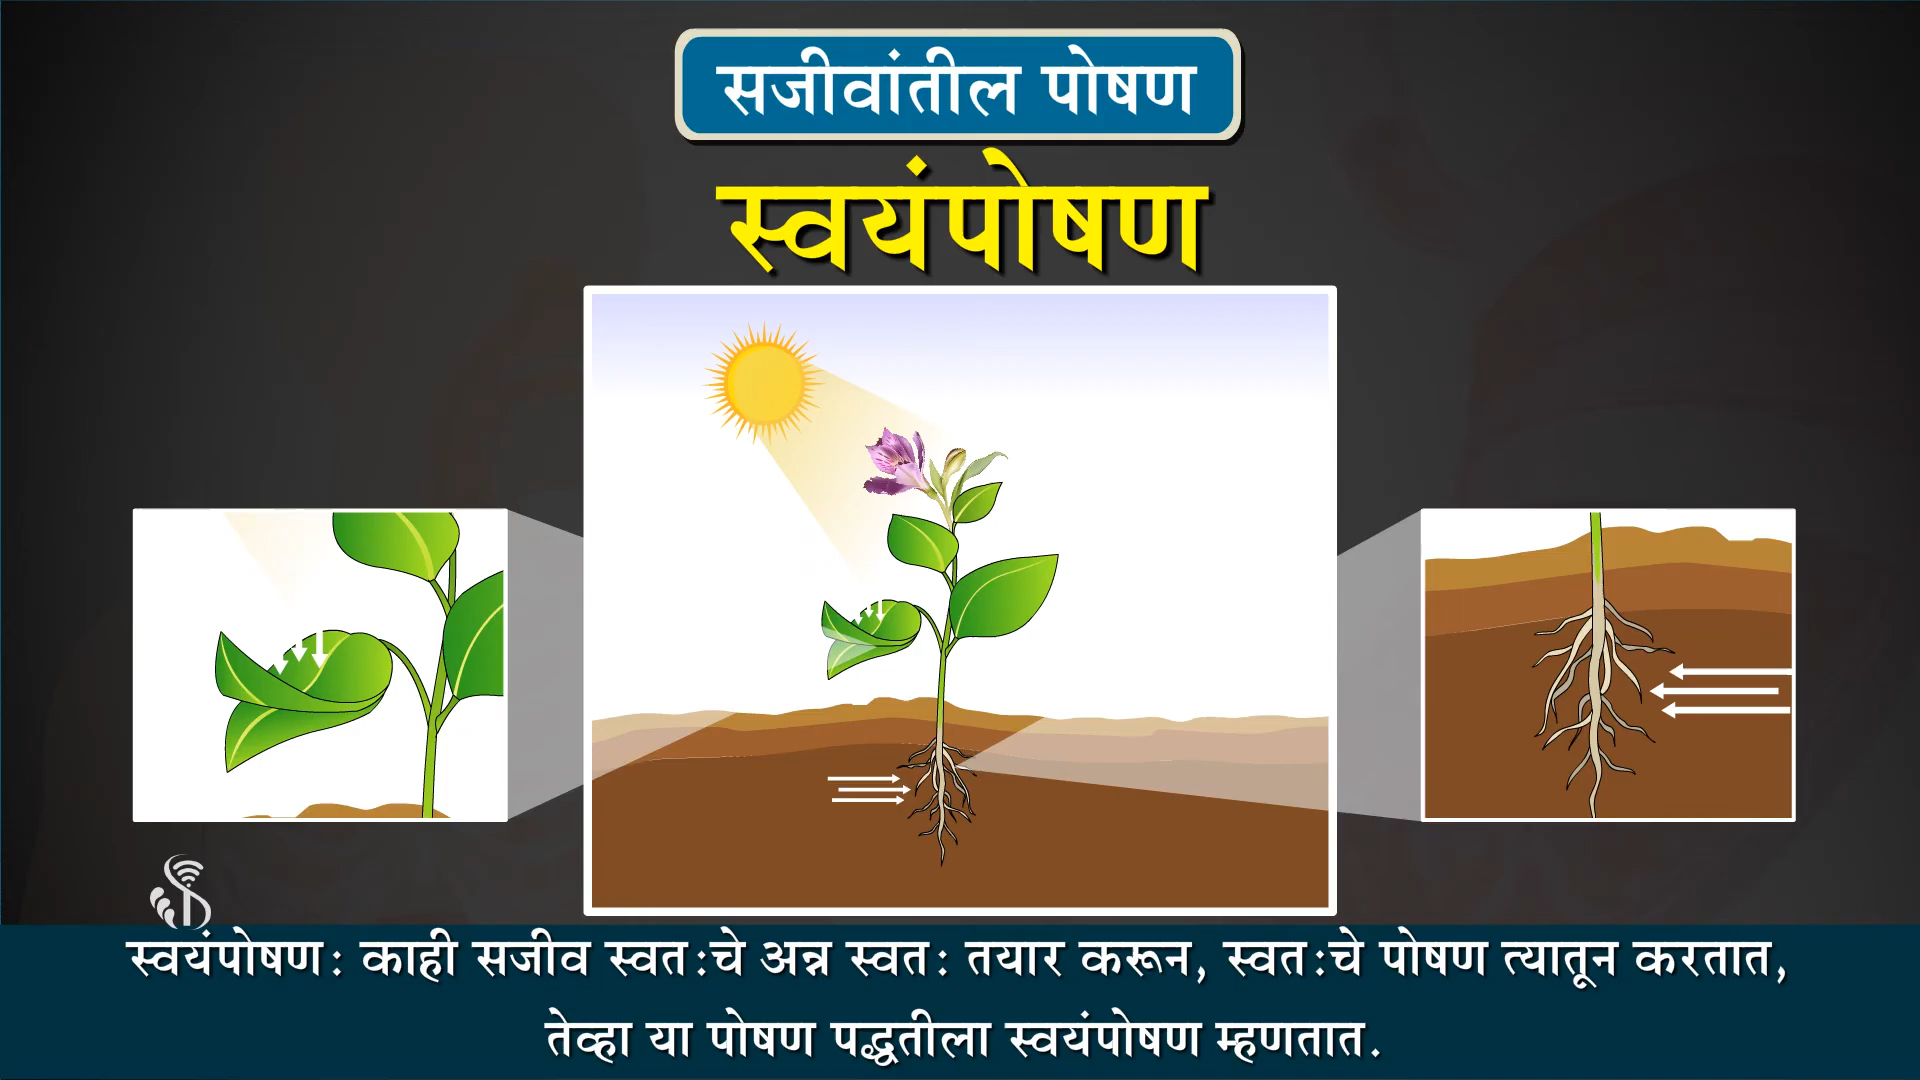 सजीवांतील पोषण
स्वयंपोषण
स्वयंपोषण: काही सजीव स्वत:चे अन्न स्वत: तयार करून, स्वत:चे पोषण त्यातून करतात,
तेव्हा या पोषण पद्धतीला स्वयंपोषण म्हणतात.